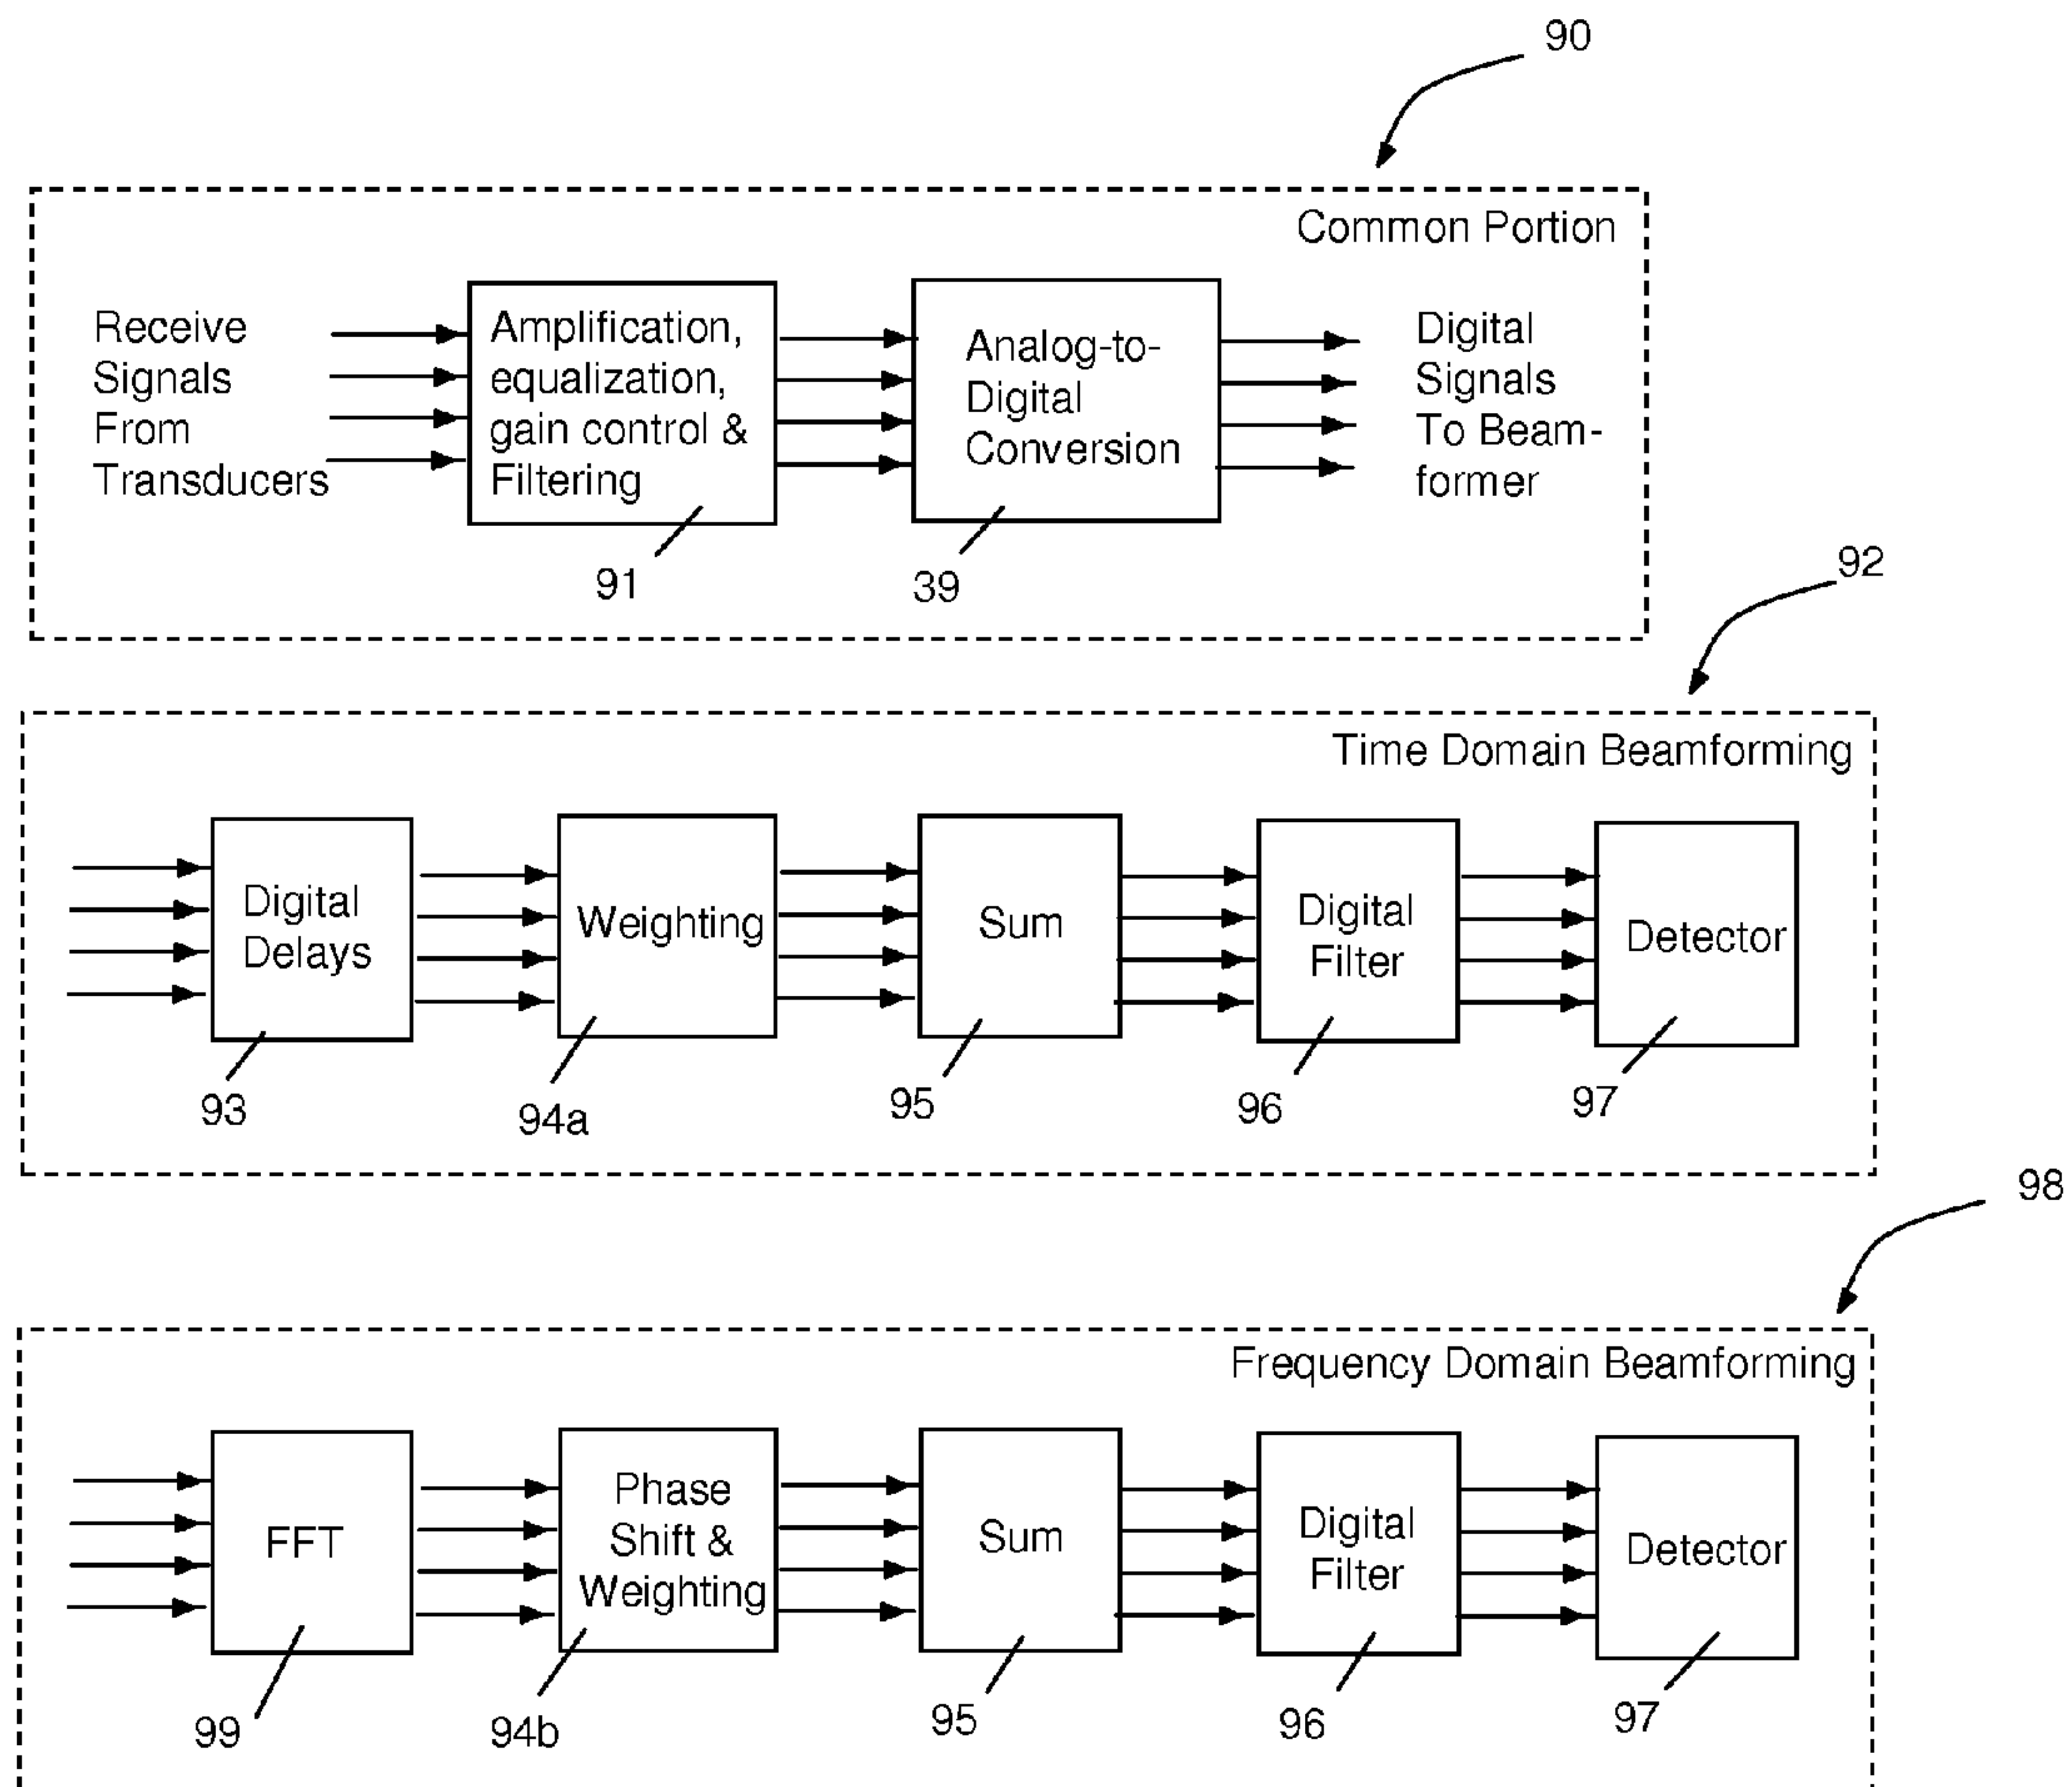 90
Common Portion
Receive
Signals
From
Transducers
Amplification,
equalization,
gain control &
Filtering
Analog-to-
Digital
Conversion
Digital
Signals
To Beam-
former
91
39
92
Time Domain Beamforming
Digital
Delays
Weighting
Sum
Digital
Filter
Detector
93
94a
95
96
97
98
Frequency Domain Beamforming
FFT
Phase
Shift &
Weighting
Sum
Digital
Filter
Detector
99
94b
95
96
97